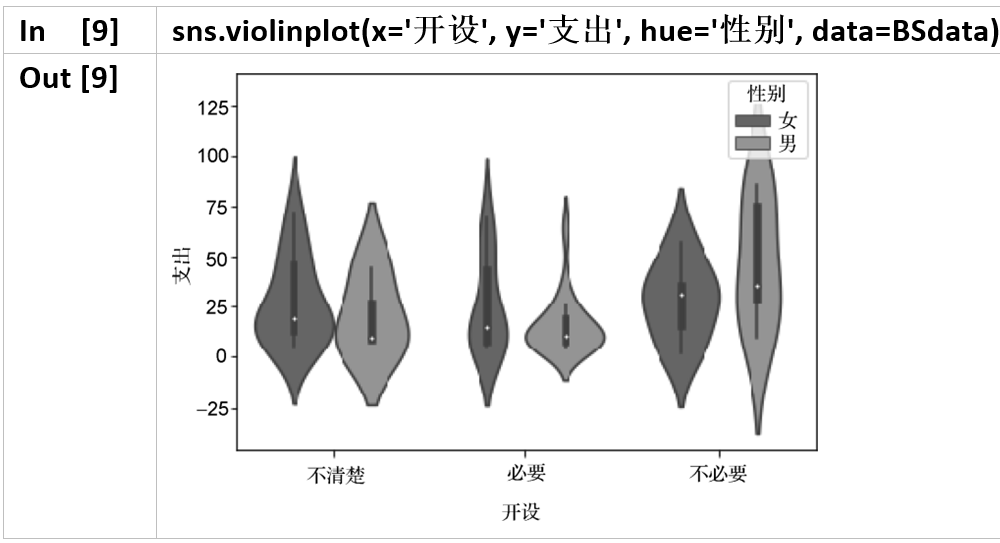 In [9] sns.violinplot(x='开设', y='支出', hue='性别', data=BSdata)
Out [9]
性别
女
男
125
100
75
50
25
0
−25
支出
不清楚 必要 不必要
开设